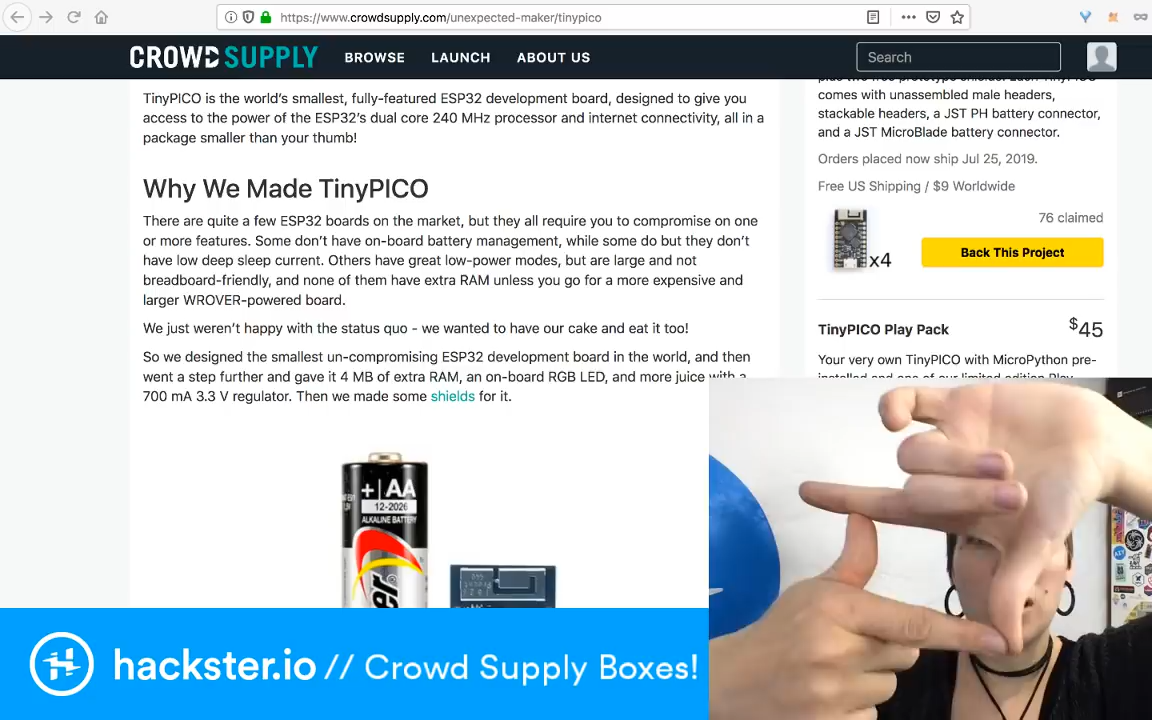 https://www.crowdsupply.com/unexpected-maker/tinypico
CROWD SUPPLY BROWSE LAUNCH ABOUT US Search
TinyPICO is the world's smallest, fully-featured ESP32 development board, designed to give you
access to the power of the ESP32's dual core 240 MHz processor and internet connectivity, all in a
package smaller than your thumb!
Why We Made TinyPICO
There are quite a few ESP32 boards on the market, but they all require you to compromise on one
or more features. Some don't have on-board battery management, while some do but they don't
have low deep sleep current. Others have great low-power modes, but are large and not
breadboard-friendly, and none of them have extra RAM unless you go for a more expensive and
larger WROVER-powered board.
We just weren't happy with the status quo - we wanted to have our cake and eat it too!
So we designed the smallest un-compromising ESP32 development board in the world, and then
went a step further and gave it 4 MB of extra RAM, an on-board RGB LED, and more juice with a
700 mA 3.3 V regulator. Then we made some shields for it.
+ AA
12-2026
ALKALINE BATTERY
comes with unassembled male headers,
stackable headers, a JST PH battery connector,
and a JST MicroBlade battery connector.
Orders placed now ship Jul 25, 2019.
Free US Shipping / $9 Worldwide
76 claimed
x4
Back This Project
TinyPICO Play Pack $45
Your very own TinyPICO with MicroPython pre-
hackster.io // Crowd Supply Boxes!